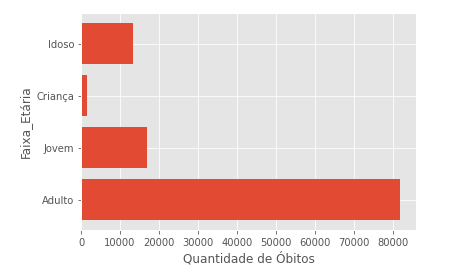 Idoso
Criança
Jovem
Adulto
Faixa_Etária
0 10000 20000 30000 40000 50000 60000 70000 80000
Quantidade de Óbitos